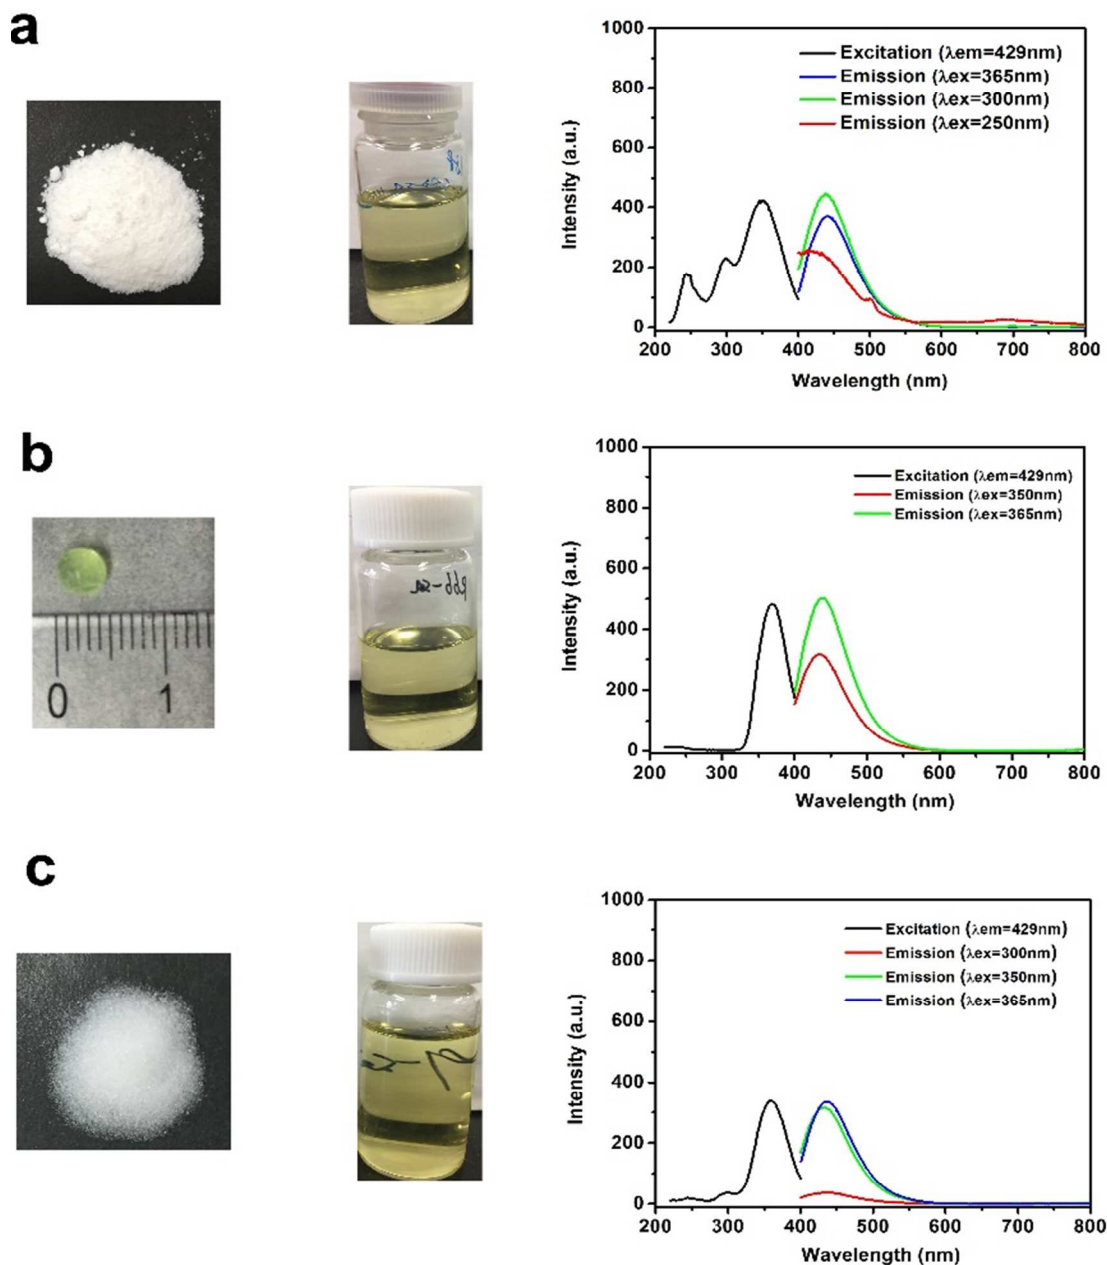 a
1000
800
600
400
200
0
Intensity (a.u.)
Excitation (λem=429nm)
Emission (λex=365nm)
Emission (λex=300nm)
Emission (λex=250nm)
200 300 400 500 600 700 800
Wavelength (nm)
b
0 1
1000
800
600
400
200
0
Intensity (a.u.)
Excitation (λem=429nm)
Emission (λex=350nm)
Emission (λex=365nm)
200 300 400 500 600 700 800
Wavelength (nm)
c
1000
800
600
400
200
0
Intensity (a.u.)
Excitation (λem=429nm)
Emission (λex=300nm)
Emission (λex=350nm)
Emission (λex=365nm)
200 300 400 500 600 700 800
Wavelength (nm)